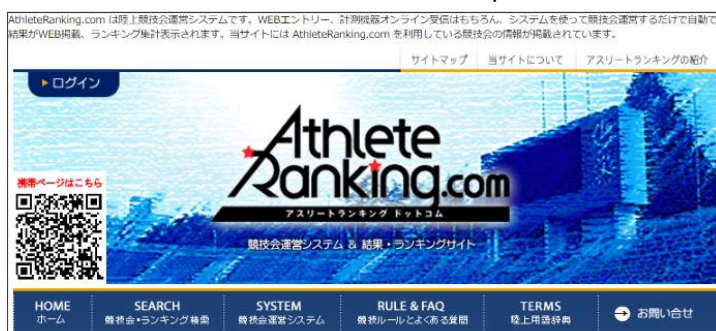 AthleteRanking.com は陸上競技会運営システムです。WEBエントリー、計測機器オンライン受信はもちろん、システムを使って競技会運営するだけで自動で
結果がWEB掲載、ランキング集計表示されます。当サイトには AthleteRanking.com を利用している競技会の情報が掲載されています。
サイトマップ 当サイトについて アスリートランキングの紹介
ログイン
Athlete
Ranking.com
アスリートランキング ドットコム
携帯ページはこちら
競技会運営システム & 結果・ランキングサイト
HOME SEARCH SYSTEM RULE & FAQ TERMS
ホーム 競技会・ランキング検索 競技会運営システム 競技ルールとよくある質問 陸上用語辞典 お問い合せ